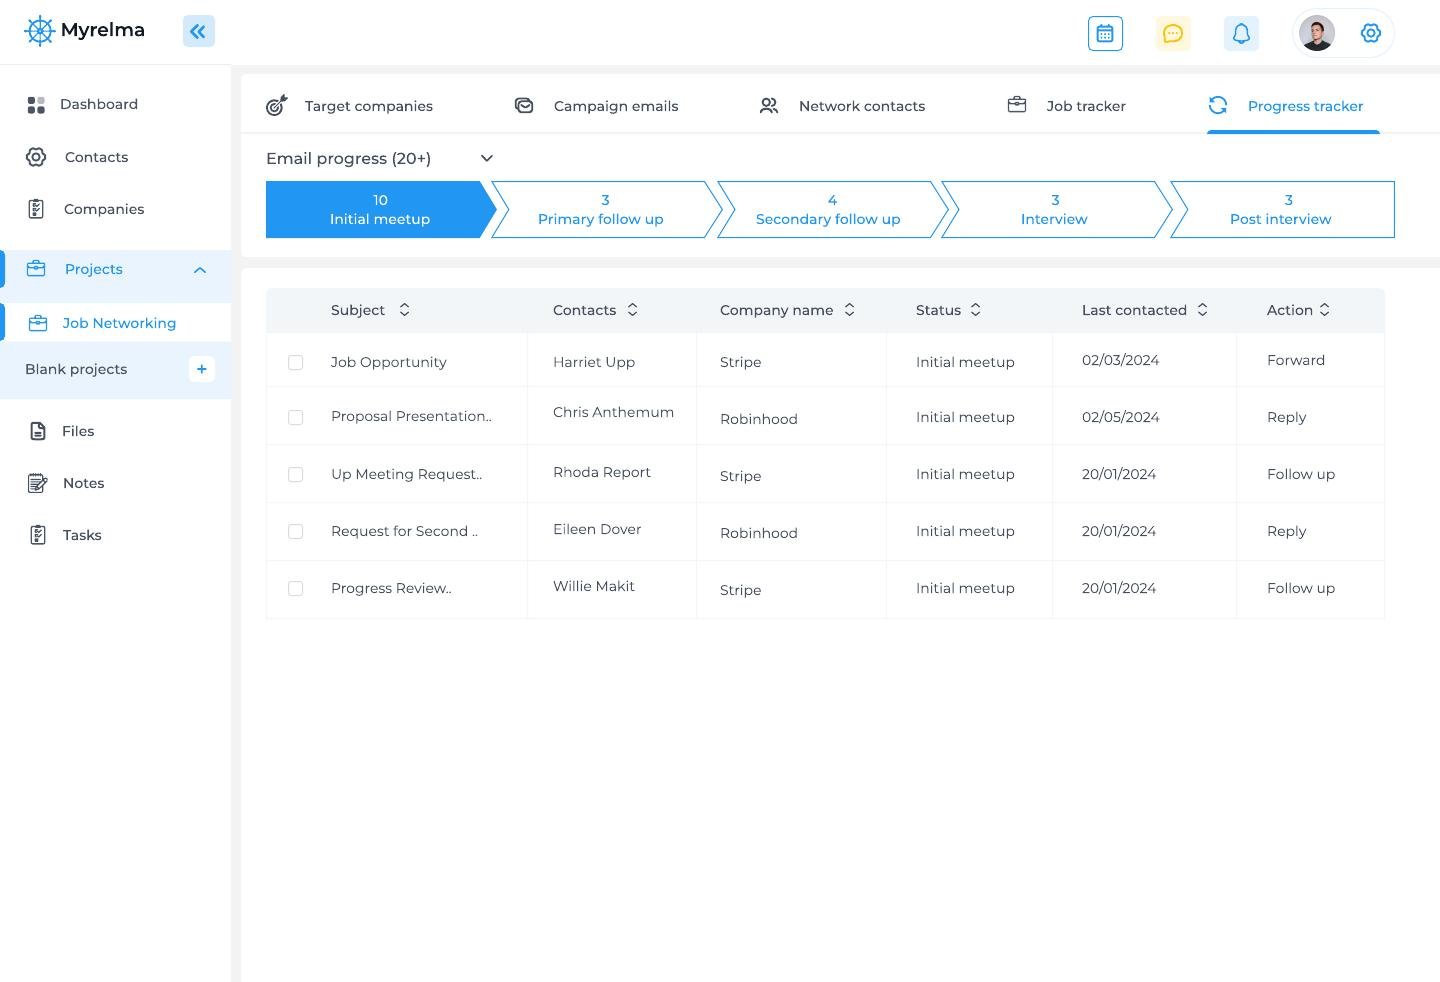 Myrelma
Dashboard
Contacts
Companies
Projects
Job Networking
Blank projects
+
Files
Notes
Tasks
Target companies
Campaign emails
Network contacts
Job tracker
Progress tracker
Email progress (20+)
10
Initial meetup
3
Primary follow up
4
Secondary follow up
3
Interview
3
Post interview
Subject Contacts Company name Status Last contacted Action
Job Opportunity Harriet Upp Stripe Initial meetup 02/03/2024 Forward
Proposal Presentation.. Chris Anthemum Robinhood Initial meetup 02/05/2024 Reply
Up Meeting Request.. Rhoda Report Stripe Initial meetup 20/01/2024 Follow up
Request for Second .. Eileen Dover Robinhood Initial meetup 20/01/2024 Reply
Progress Review.. Willie Makit Stripe Initial meetup 20/01/2024 Follow up